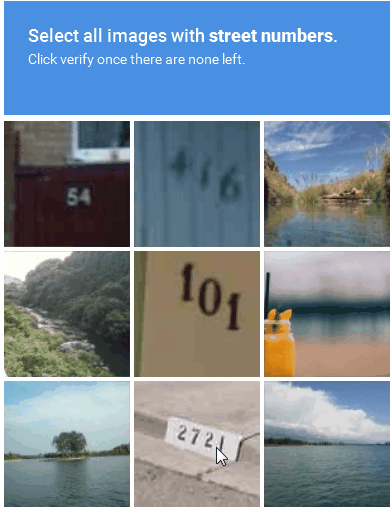 Select all images with street numbers.
Click verify once there are none left.
54
416
101
2721